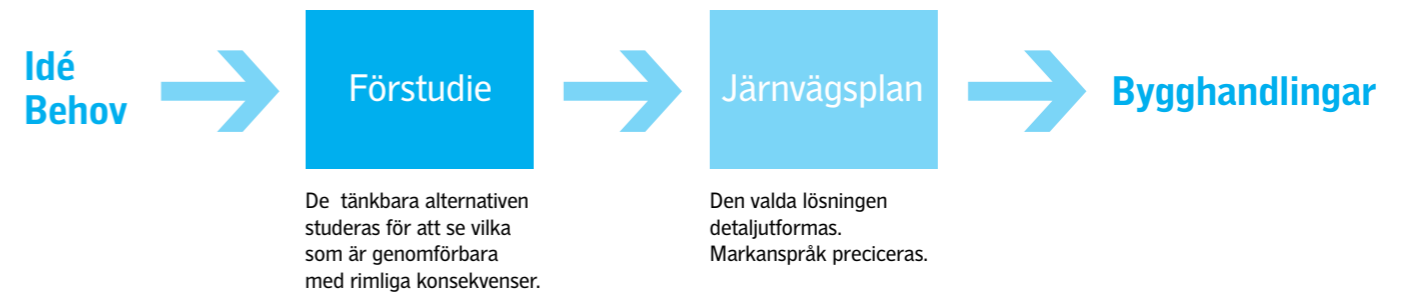 Idé
Behov
Förstudie
Järnvägsplan
Bygghandlingar
De tänkbara alternativen
studeras för att se vilka
som är genomförbara
med rimliga konsekvenser.
Den valda lösningen
detaljutformas.
Markanspråk preciceras.